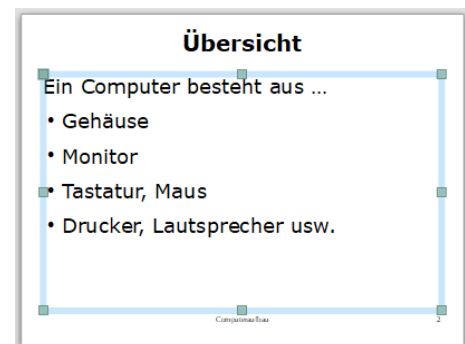 Übersicht
Ein Computer besteht aus ...
• Gehäuse
• Monitor
• Tastatur, Maus
• Drucker, Lautsprecher usw.
Computeraufbau 2